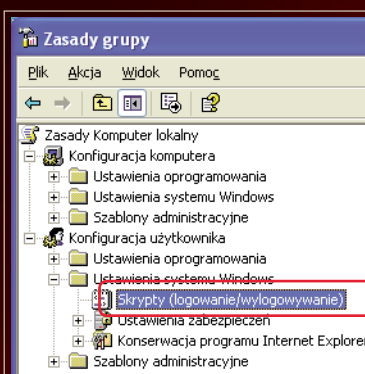 Zasady grupy
Plik Akcja Widok Pomoc
Zasady Komputer lokalny
Konfiguracja komputera
Ustawienia oprogramowania
Ustawienia systemu Windows
Szablony administracyjne
Konfiguracja użytkownika
Ustawienia oprogramowania
Ustawienia systemu Windows
Skrypty (logowanie/wylogowywanie)
Ustawienia zabezpieczeń
Konserwacja programu Internet Explorer
Szablony administracyjne